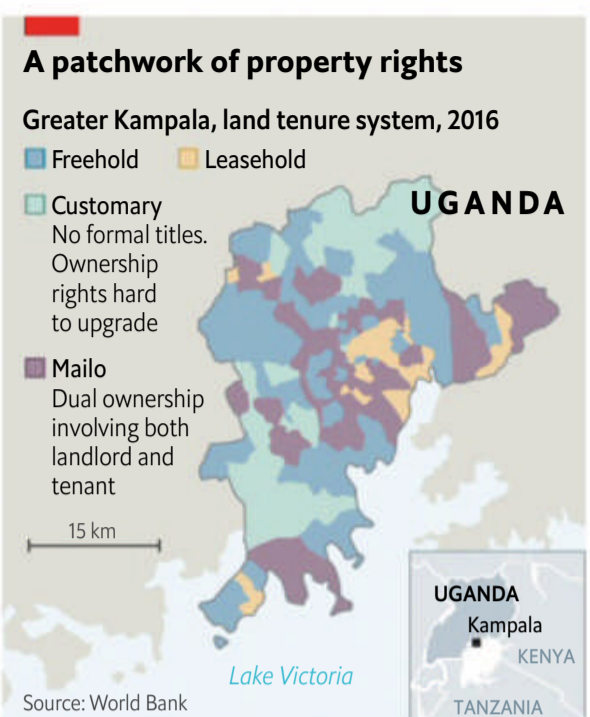 A patchwork of property rights
Greater Kampala, land tenure system, 2016
Freehold
Leasehold
Customary
No formal titles.
Ownership
rights hard
to upgrade
UGANDA
Mailo
Dual ownership
involving both
landlord and
tenant
15 km
Lake Victoria
UGANDA
Kampala
KENYA
TANZANIA
Source: World Bank